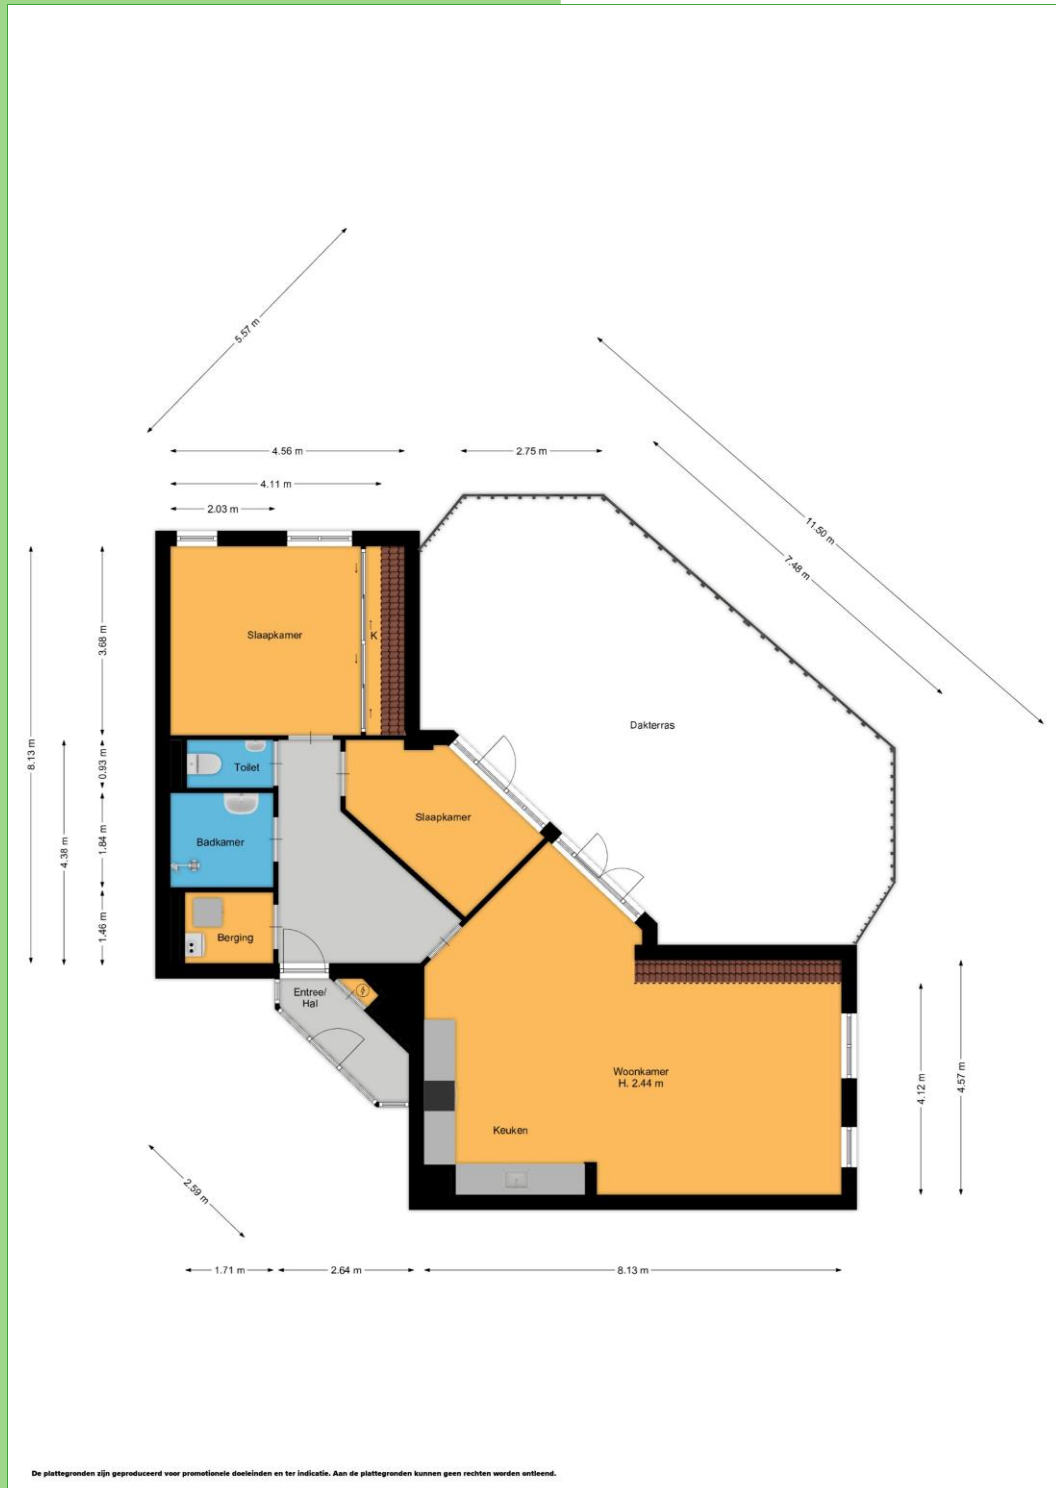 5.57 m
4.56 m
2.75 m
4.11 m
2.03 m
11.50 m
7.48 m
3.68 m
8.13 m
0.93 m
4.38 m
1.84 m
1.46 m
Slaapkamer
K
Dakterras
Toilet
Slaapkamer
Badkamer
Berging
Entree/
Hal
Woonkamer
H. 2.44 m
Keuken
4.12 m
4.57 m
2.59 m
1.71 m
2.64 m
8.13 m
De plattegronden zijn geproduceerd voor promotionele doeleinden en ter indicatie. Aan de plattegronden kunnen geen rechten worden ontleend.